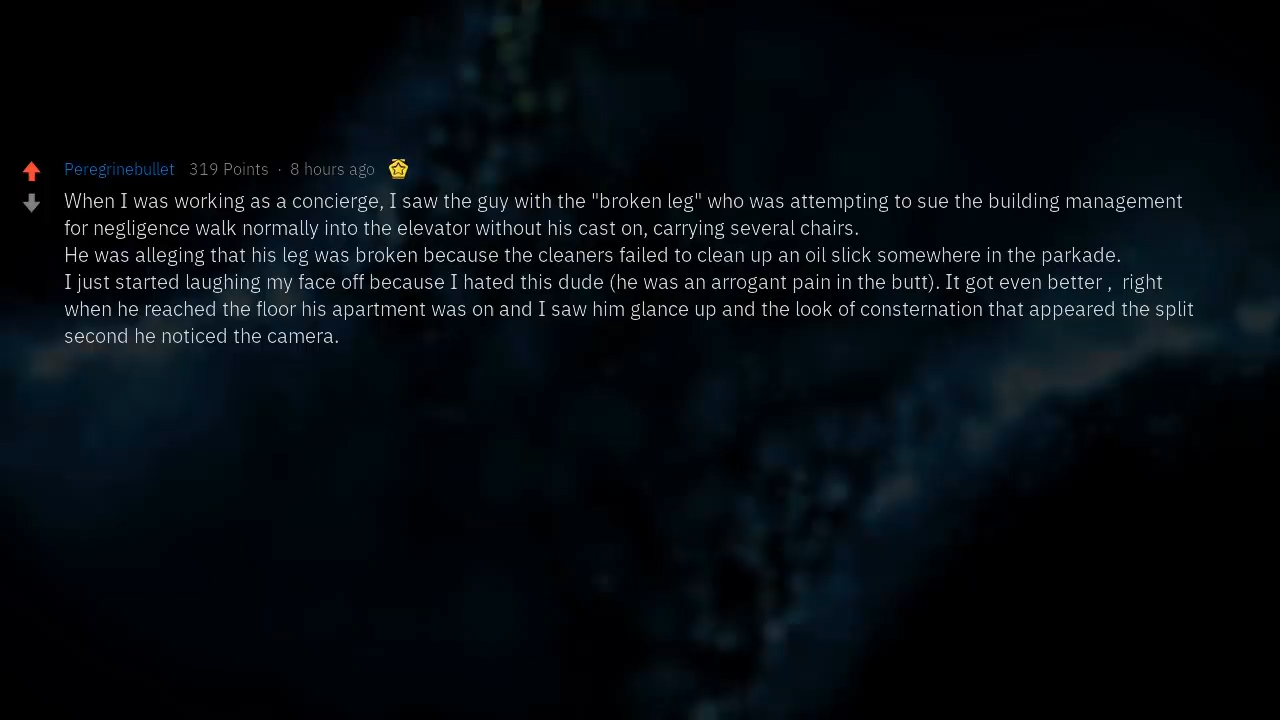 Peregrinebullet 319 Points · 8 hours ago
When I was working as a concierge, I saw the guy with the "broken leg" who was attempting to sue the building management
for negligence walk normally into the elevator without his cast on, carrying several chairs.
He was alleging that his leg was broken because the cleaners failed to clean up an oil slick somewhere in the parkade.
I just started laughing my face off because I hated this dude (he was an arrogant pain in the butt). It got even better , right
when he reached the floor his apartment was on and I saw him glance up and the look of consternation that appeared the split
second he noticed the camera.